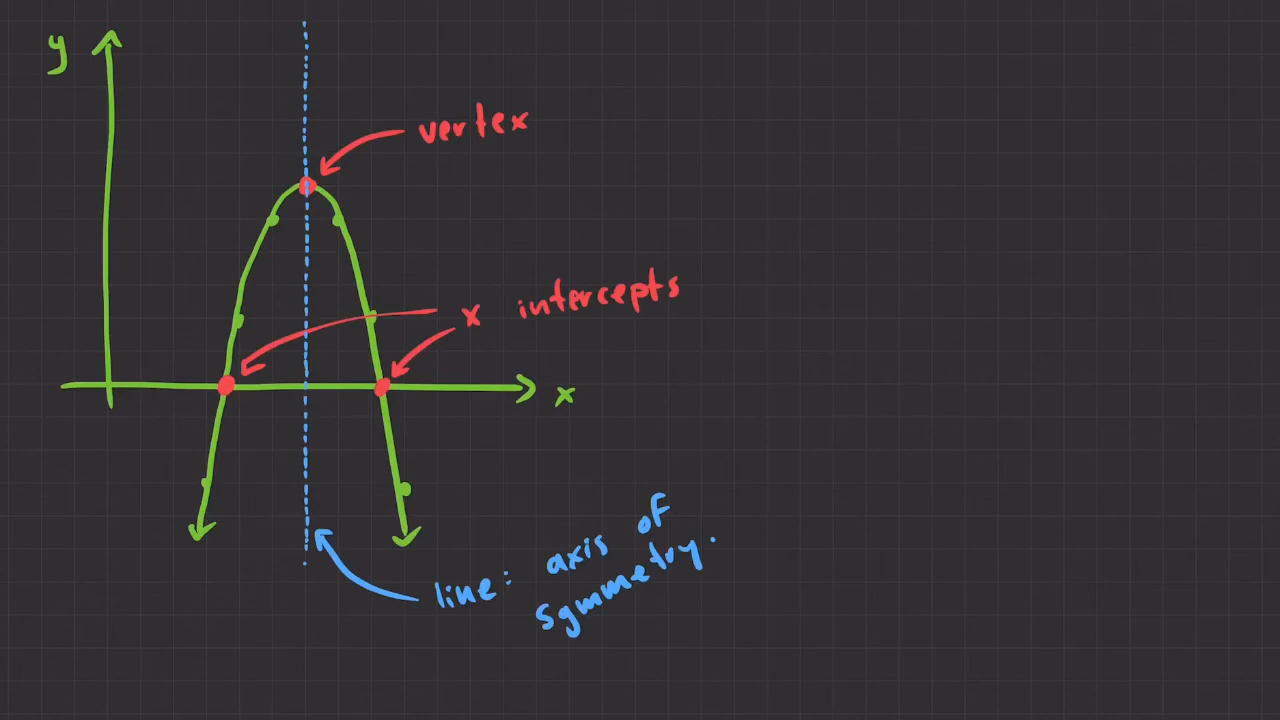 y
vertex
x intercepts
x
line: axis of
symmetry.